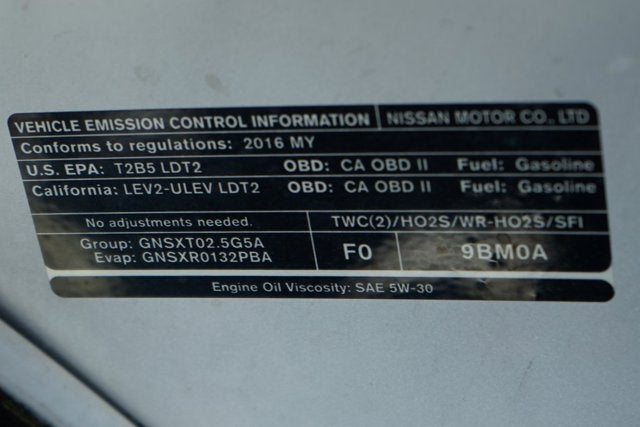 VEHICLE EMISSION CONTROL INFORMATION NISSAN MOTOR CO., LTD
Conforms to regulations: 2016 MY
U.S. EPA: T2B5 LDT2 OBD: CA OBD II Fuel: Gasoline
California: LEV2-ULEV LDT2 OBD: CA OBD II Fuel: Gasoline
No adjustments needed. TWC(2)/HO2S/WR-HO2S/SFI
Group: GNSXT02.5G5A
Evap: GNSXR0132PBA
F0 9BM0A
Engine Oil Viscosity: SAE 5W-30